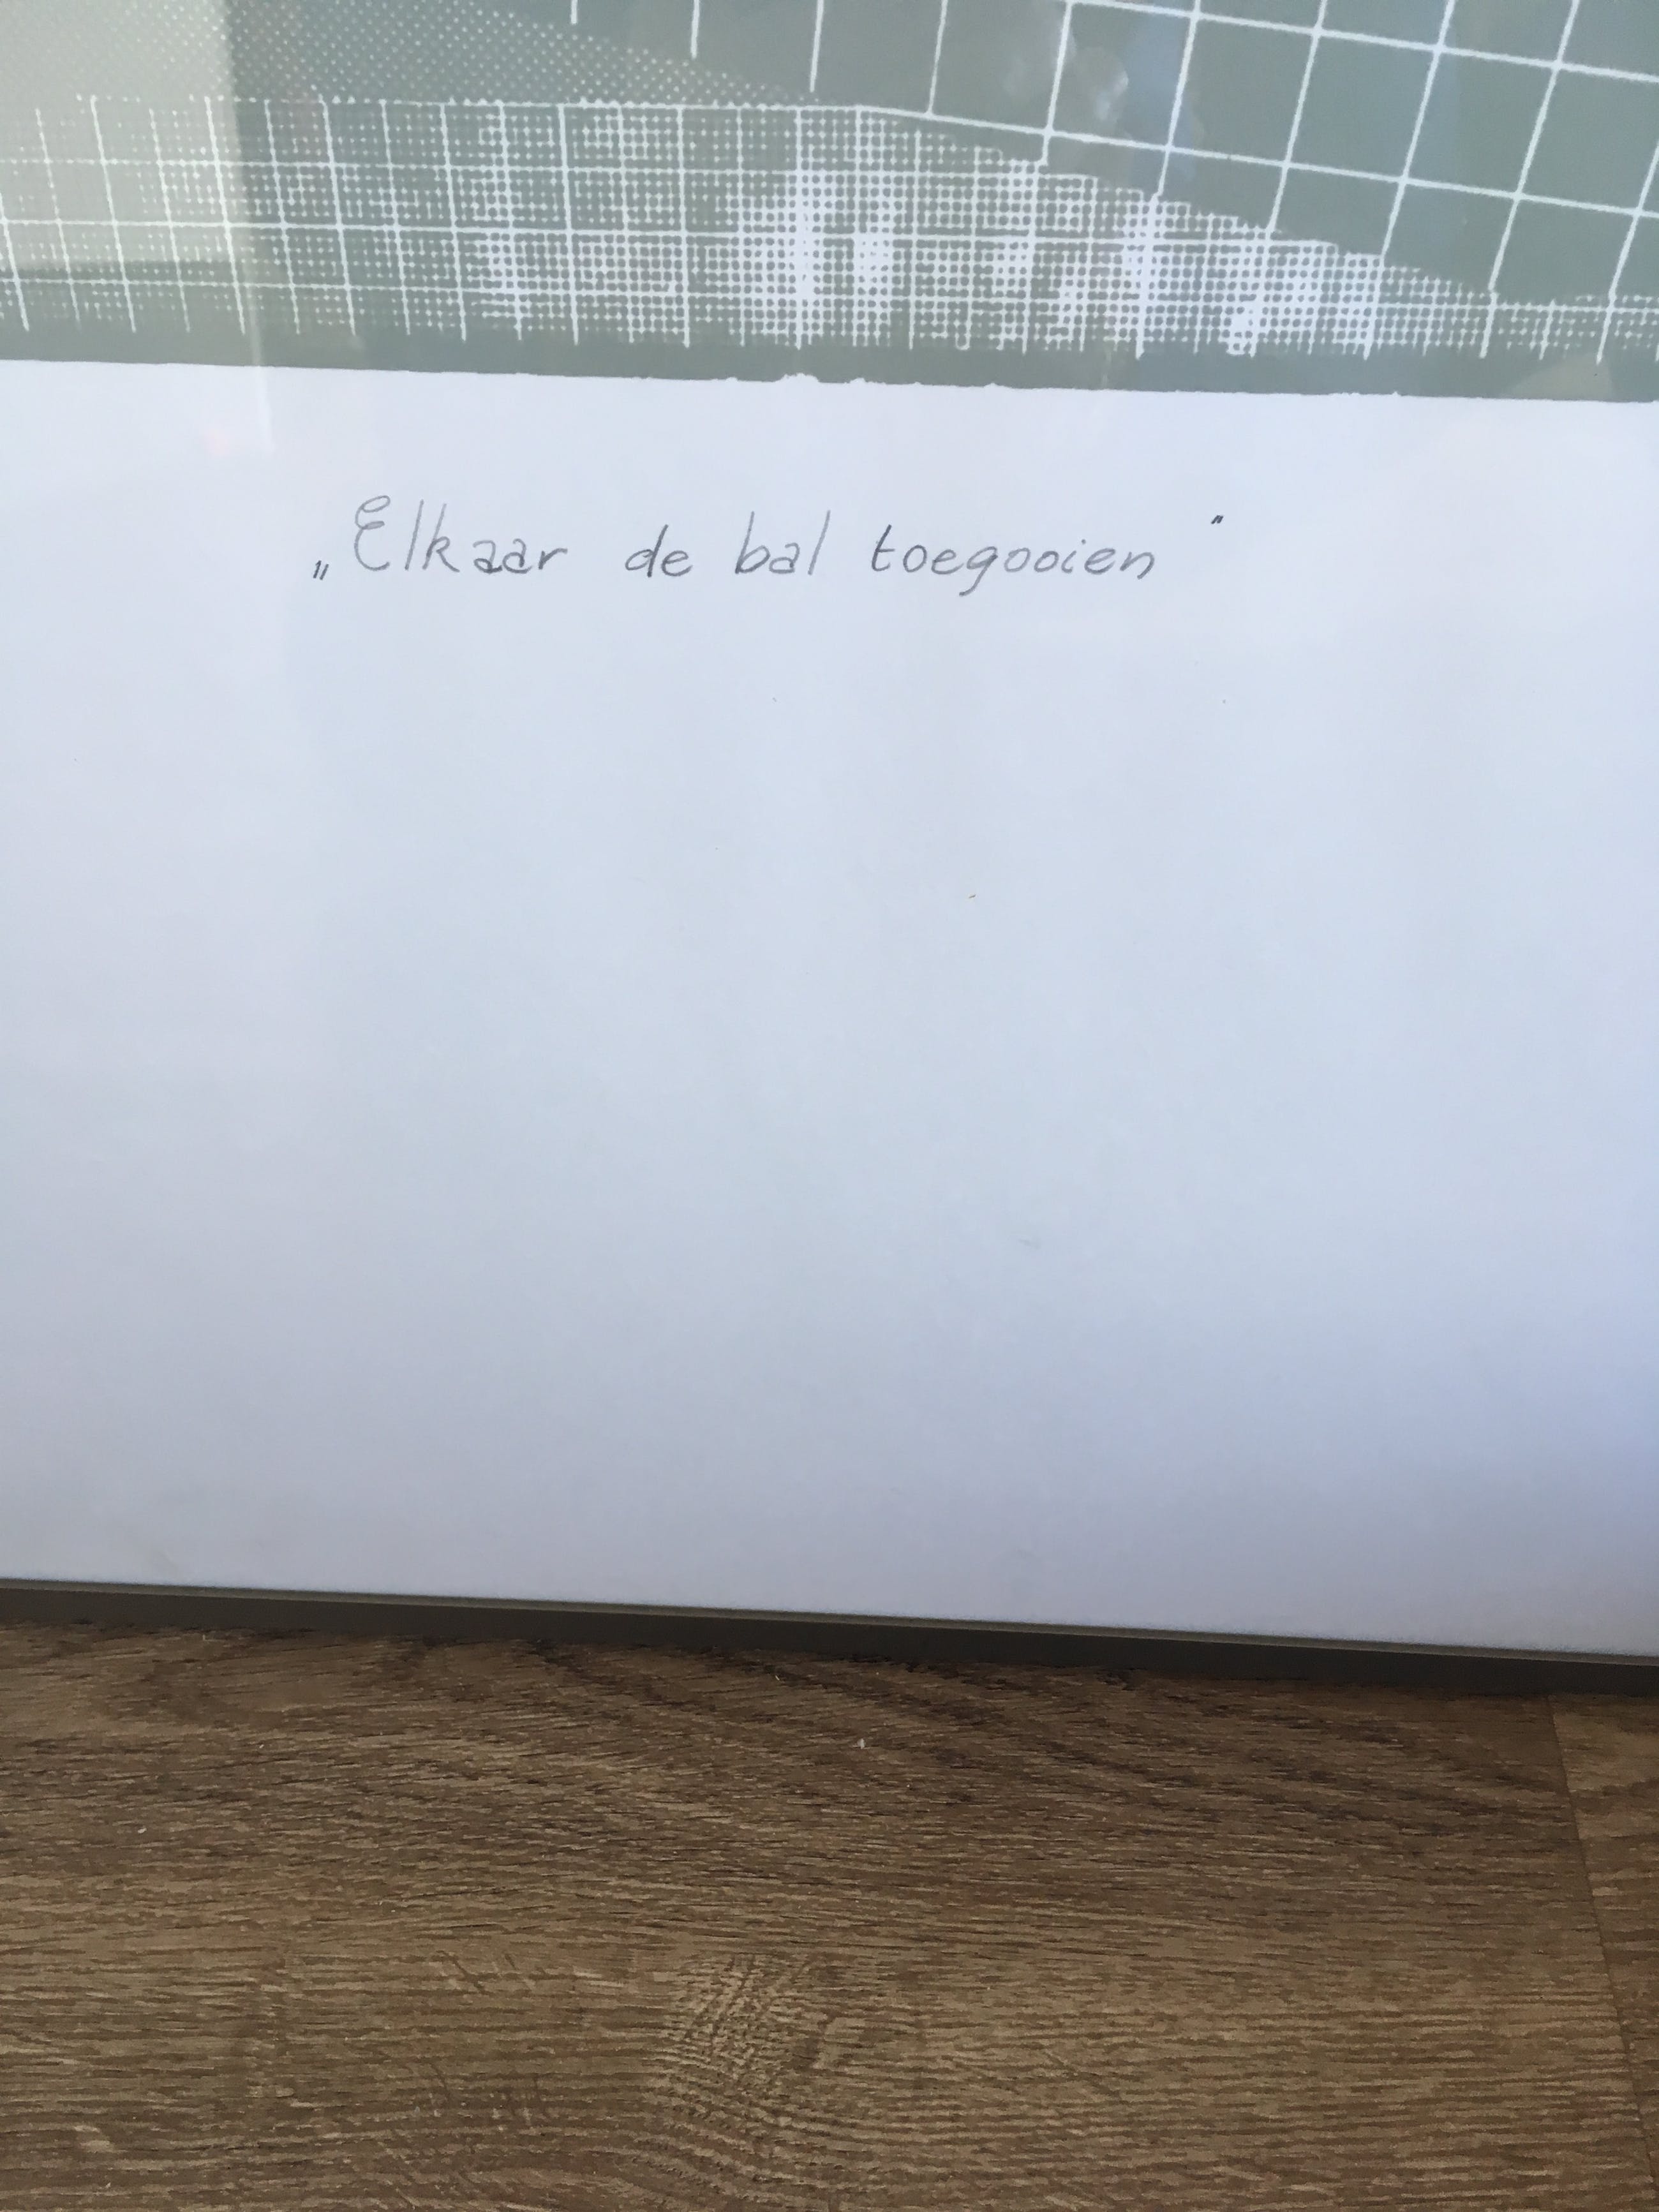 „Elkaar de bal toegooien"